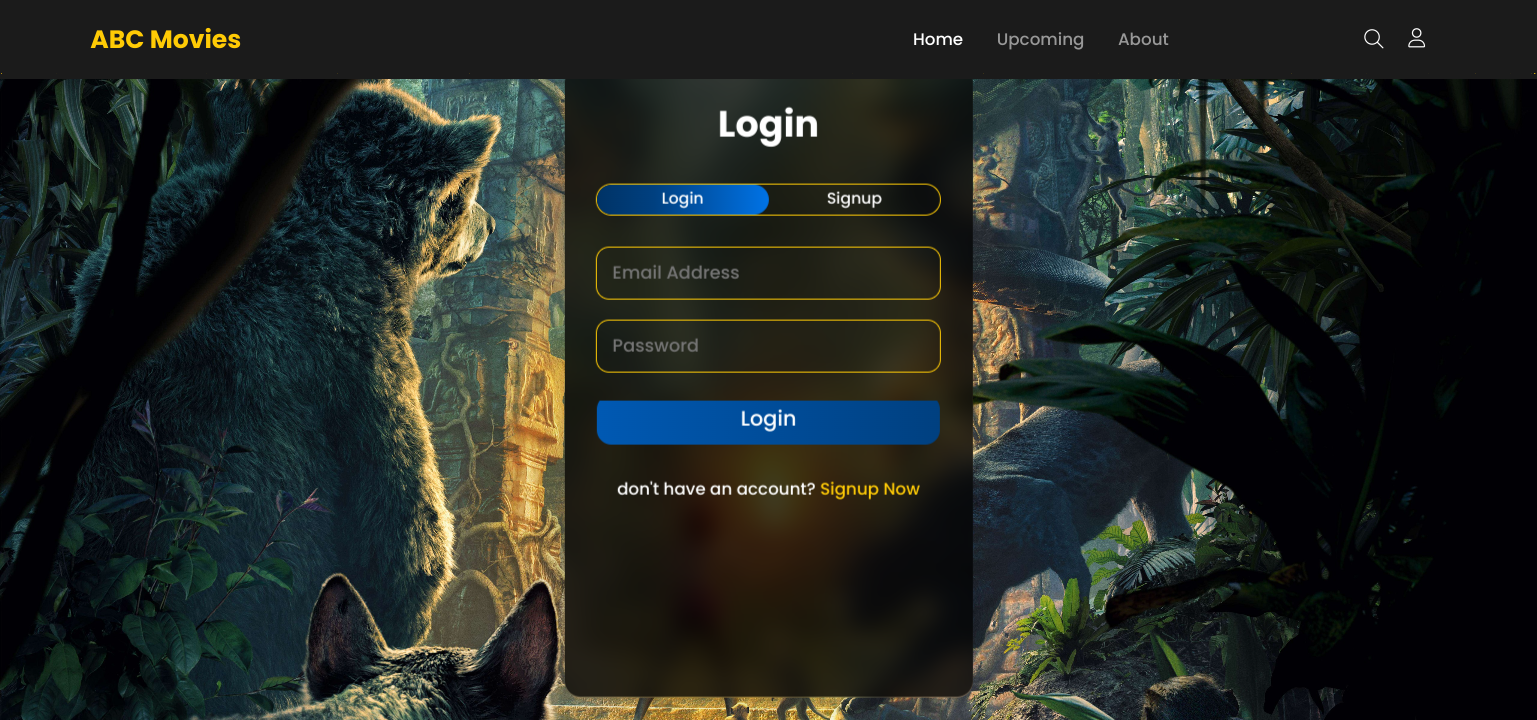 ABC Movies
Home Upcoming About
Login
Login Signup
Email Address
Password
Login
don't have an account? Signup Now